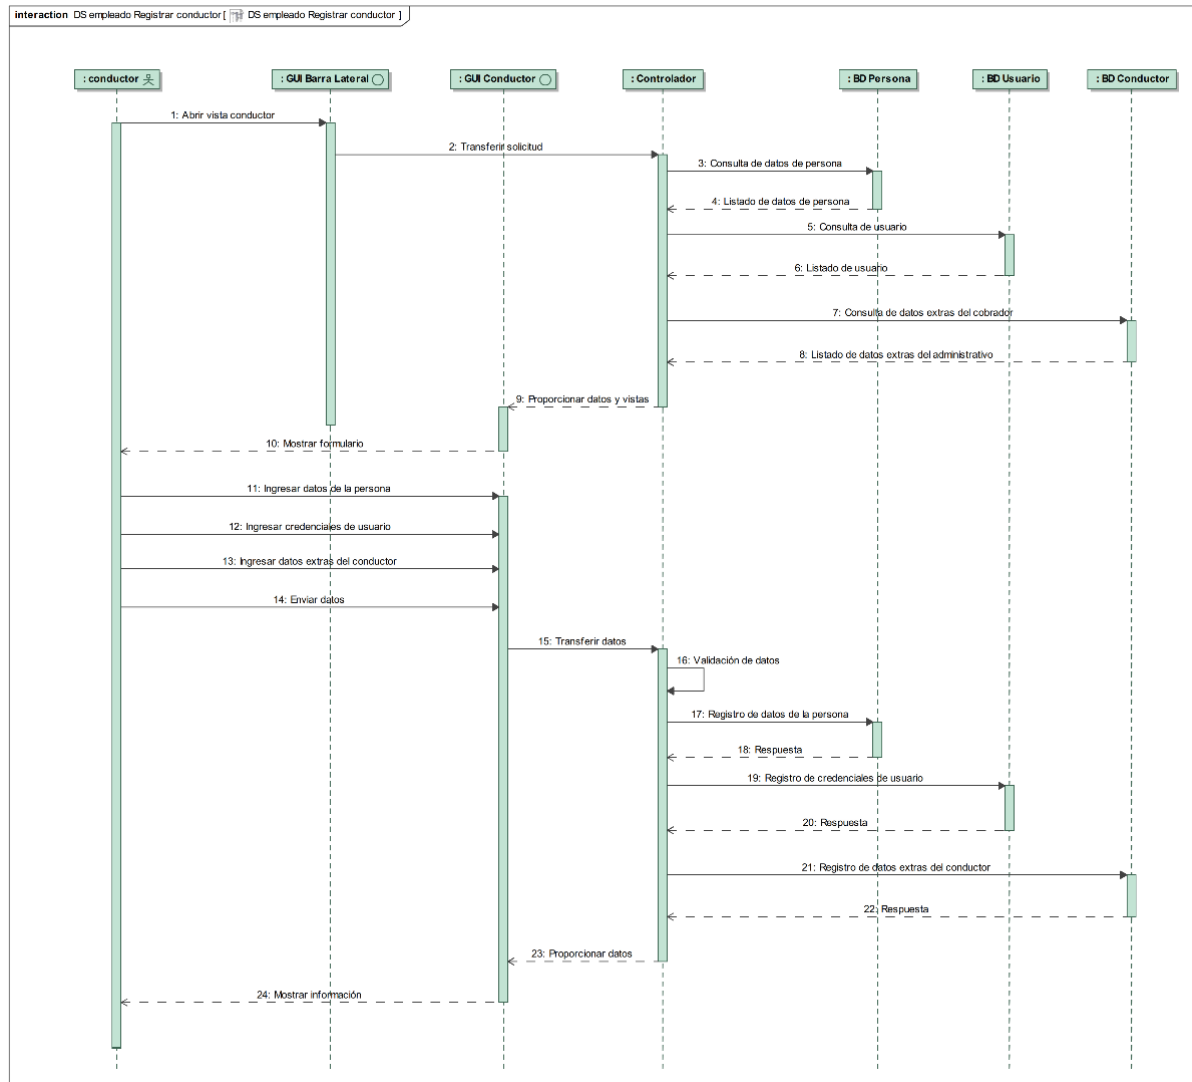 interaction DS empleado Registrar conductor [ DS empleado Registrar conductor ]
: conductor
: GUI Barra Lateral
: GUI Conductor
: Controlador
: BD Persona
: BD Usuario
: BD Conductor
1: Abrir vista conductor
2: Transferir solicitud
3: Consulta de datos de persona
4: Listado de datos de persona
5: Consulta de usuario
6: Listado de usuario
7: Consulta de datos extras del cobrador
8: Listado de datos extras del administrativo
9: Proporcionar datos y vistas
10: Mostrar formulario
11: Ingresar datos de la persona
12: Ingresar credenciales de usuario
13: Ingresar datos extras del conductor
14: Enviar datos
15: Transferir datos
16: Validación de datos
17: Registro de datos de la persona
18: Respuesta
19: Registro de credenciales de usuario
20: Respuesta
21: Registro de datos extras del conductor
22: Respuesta
23: Proporcionar datos
24: Mostrar información